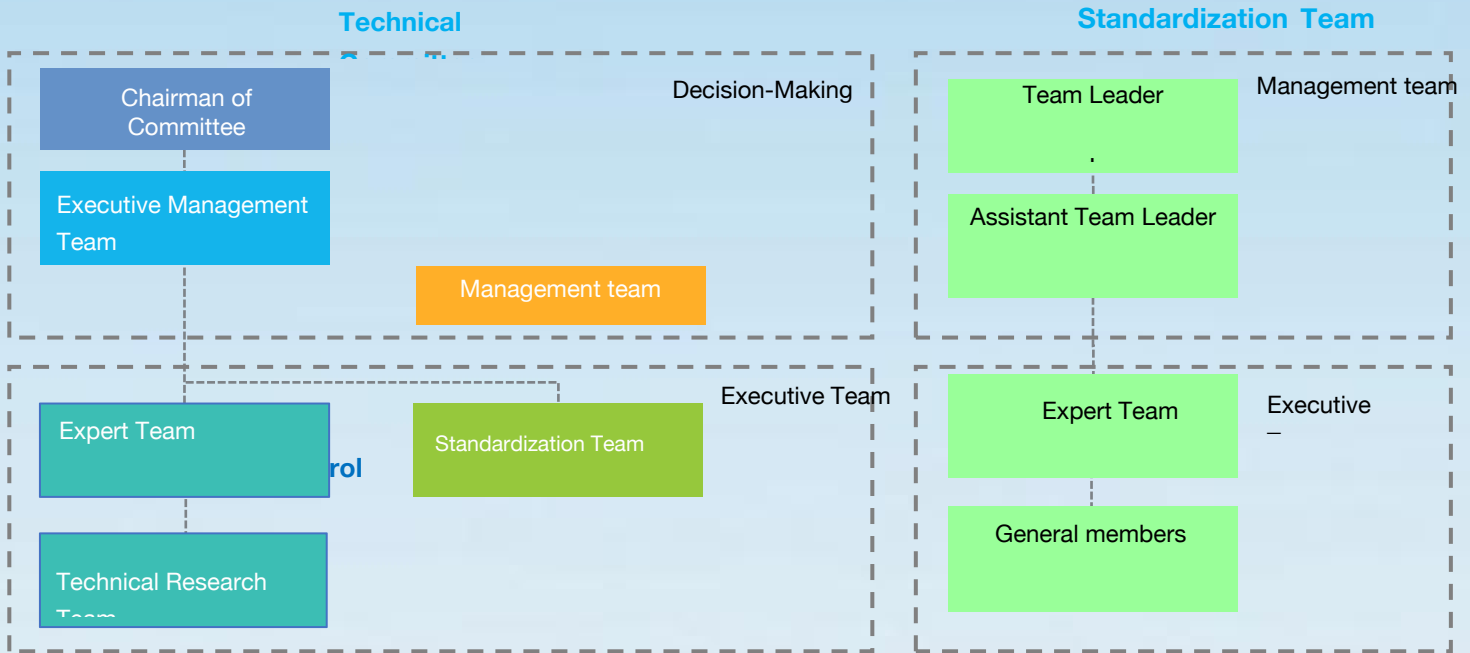 Technical
Standardization Team
Decision-Making
Chairman of
Committee
Executive Management
Team
Management team
Executive Team
Expert Team
rol
Standardization Team
Technical Research
Management team
Team Leader
.
Assistant Team Leader
Expert Team
Executive
General members